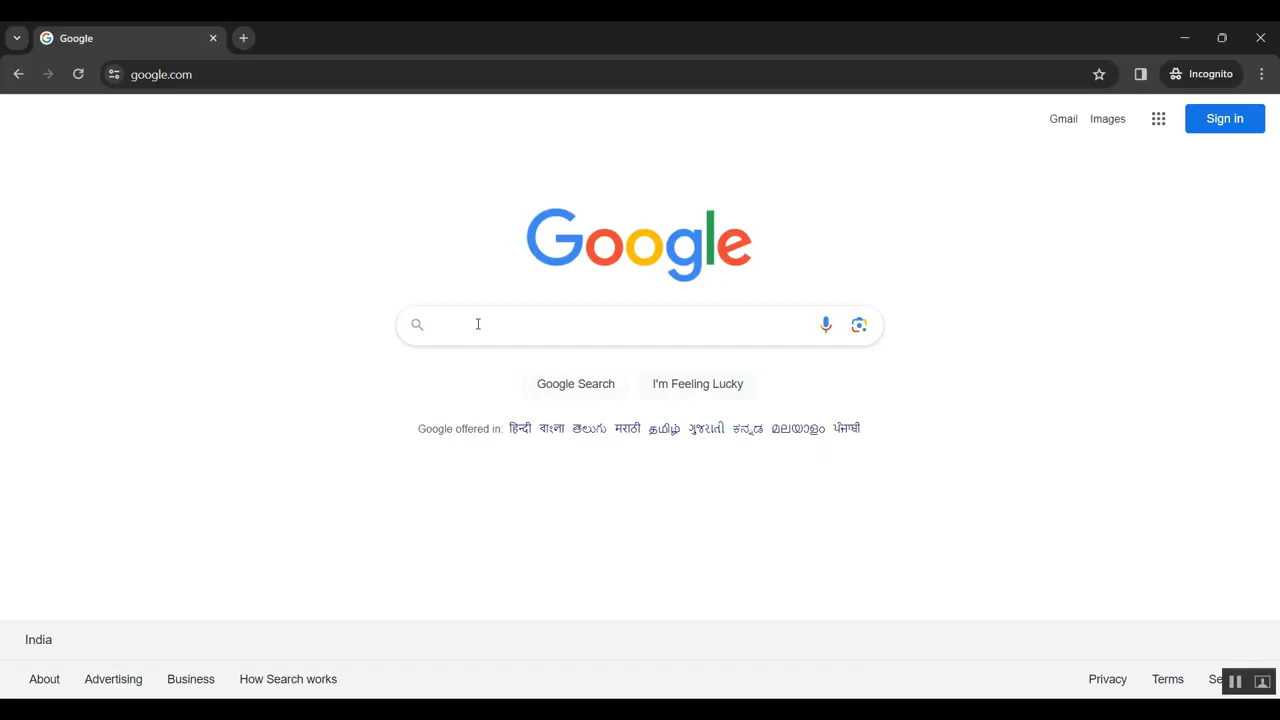 Google
google.com
Incognito
Gmail Images Sign in
Google
Google Search I'm Feeling Lucky
Google offered in: हिन्दी বাংলা తెలుగు मराठी தமிழ் ગુજરાતી ಕನ್ನಡ മലയാളം ਪੰਜਾਬੀ
India
About Advertising Business How Search works Privacy Terms Se